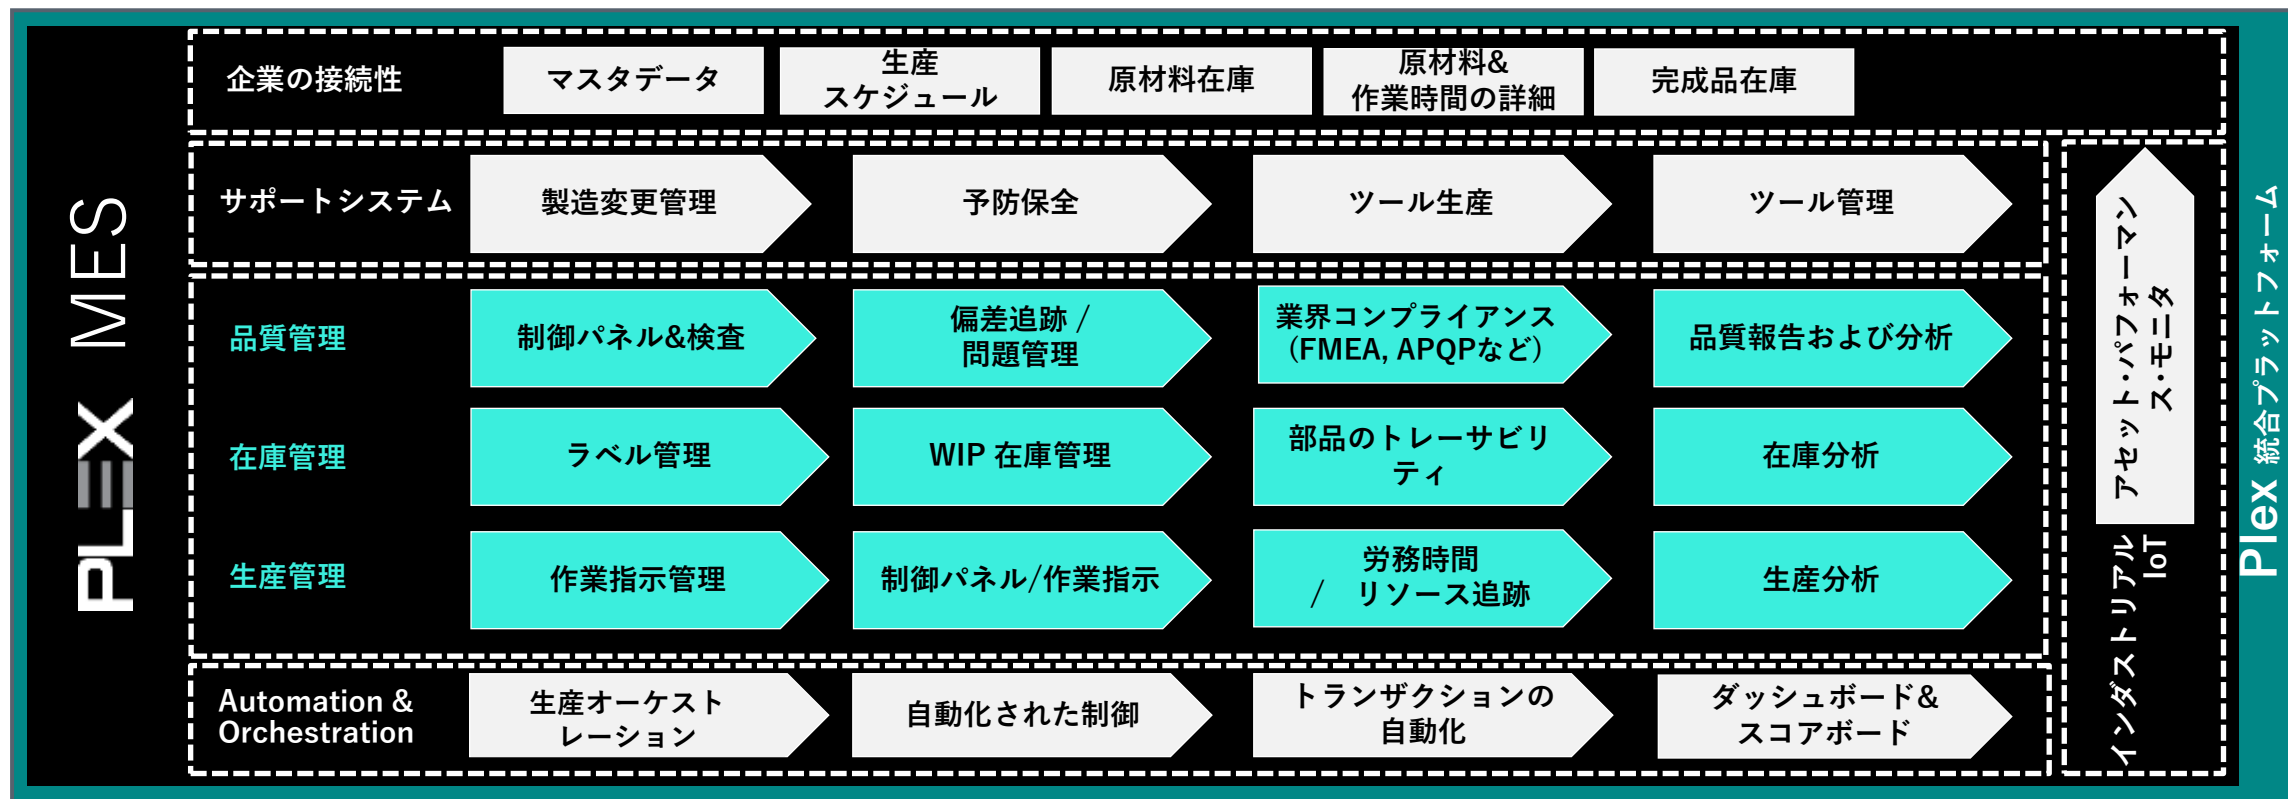 PLEX MES
企業の接続性
マスタデータ
生産
スケジュール
原材料在庫
原材料&
作業時間の詳細
完成品在庫
サポートシステム
製造変更管理
予防保全
ツール生産
ツール管理
品質管理
制御パネル&検査
偏差追跡 /
問題管理
業界コンプライアンス
(FMEA, APQPなど)
品質報告および分析
在庫管理
ラベル管理
WIP 在庫管理
部品のトレーサビリ
ティ
在庫分析
生産管理
作業指示管理
制御パネル/作業指示
労務時間
/ リソース追跡
生産分析
Automation &
Orchestration
生産オーケスト
レーション
自動化された制御
トランザクションの
自動化
ダッシュボード&
スコアボード
アセット・パフォーマン
ス・モニタ
インダストリアル
IoT
Plex 統合プラットフォーム